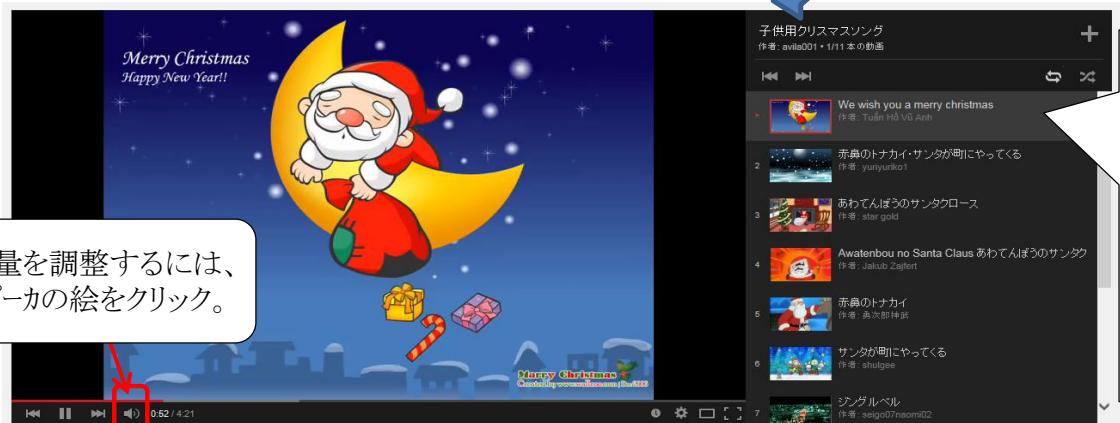 Merry Christmas
Happy New Year!!
量を調整するには、
ピーカの絵をクリック。
0:52 / 4:21
子供用クリスマスソング
作者: avila001 • 1/11 本の動画
We wish you a merry christmas
作者: Tuấn Hồ Vũ Anh
2
赤鼻のトナカイ・サンタが町にやってくる
作者: yuriyuriko1
3
あわてんぼうのサンタクロース
作者: star gold
4
Awatenbou no Santa Claus あわてんぼうのサンタク
作者: Jakub Zajfert
5
赤鼻のトナカイ
作者: 勇次郎神武
6
サンタが町にやってくる
作者: shulgee
7
ジングルベル
作者: seigo07naomi02